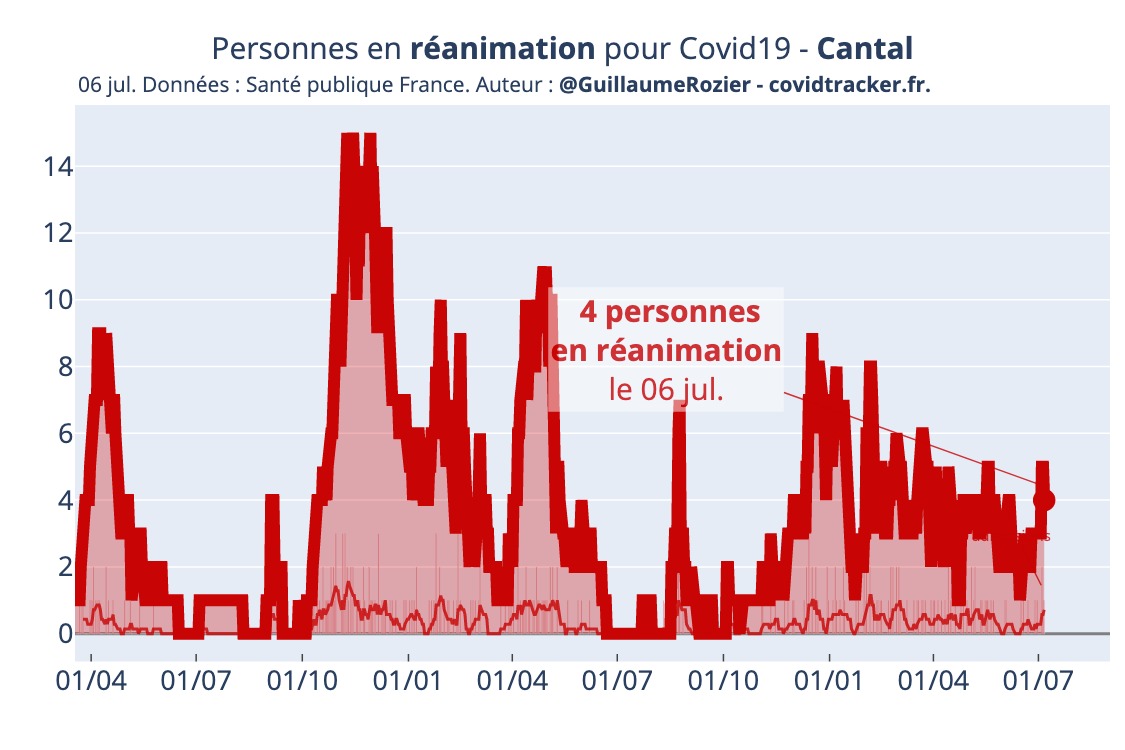 Personnes en réanimation pour Covid19 - Cantal
06 jul. Données : Santé publique France. Auteur : @GuillaumeRozier - covidtracker.fr.
14
12
10
8
6
4
2
0
4 personnes
en réanimation
le 06 jul.
01/04 01/07 01/10 01/01 01/04 01/07 01/10 01/01 01/04 01/07